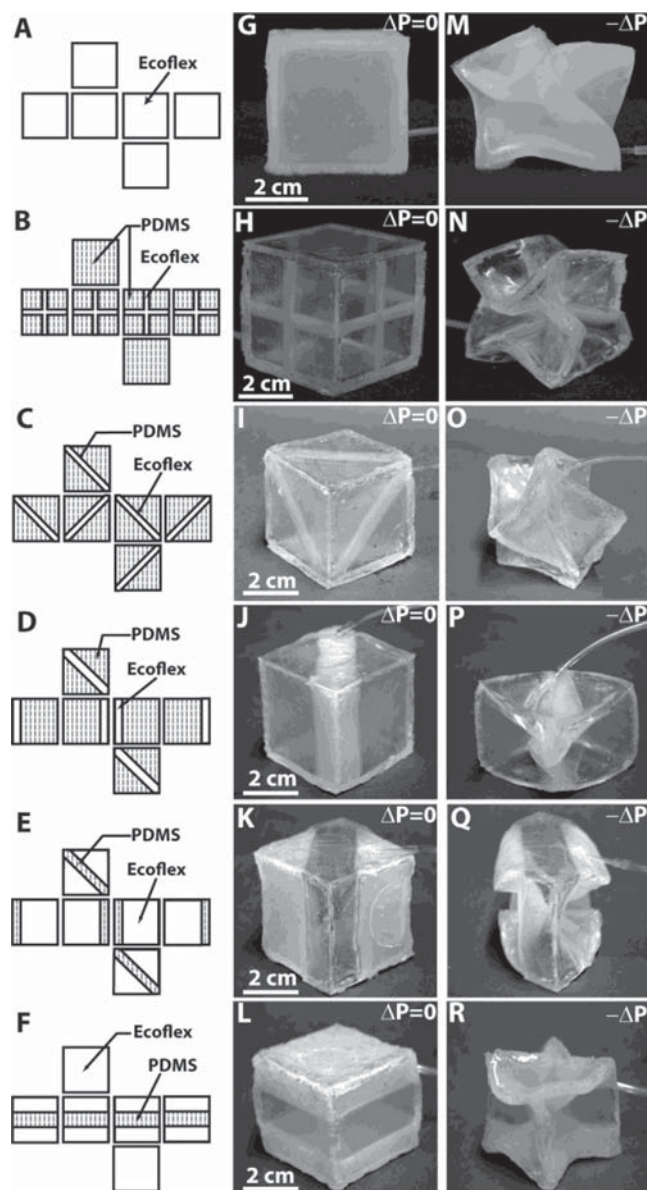 A
Ecoflex
G
ΔP=0
2 cm
M
−ΔP
B
PDMS
Ecoflex
H
ΔP=0
2 cm
N
−ΔP
C
PDMS
Ecoflex
I
ΔP=0
2 cm
O
−ΔP
D
PDMS
Ecoflex
J
ΔP=0
2 cm
P
−ΔP
E
PDMS
Ecoflex
K
ΔP=0
2 cm
Q
−ΔP
F
Ecoflex
PDMS
L
ΔP=0
2 cm
R
−ΔP